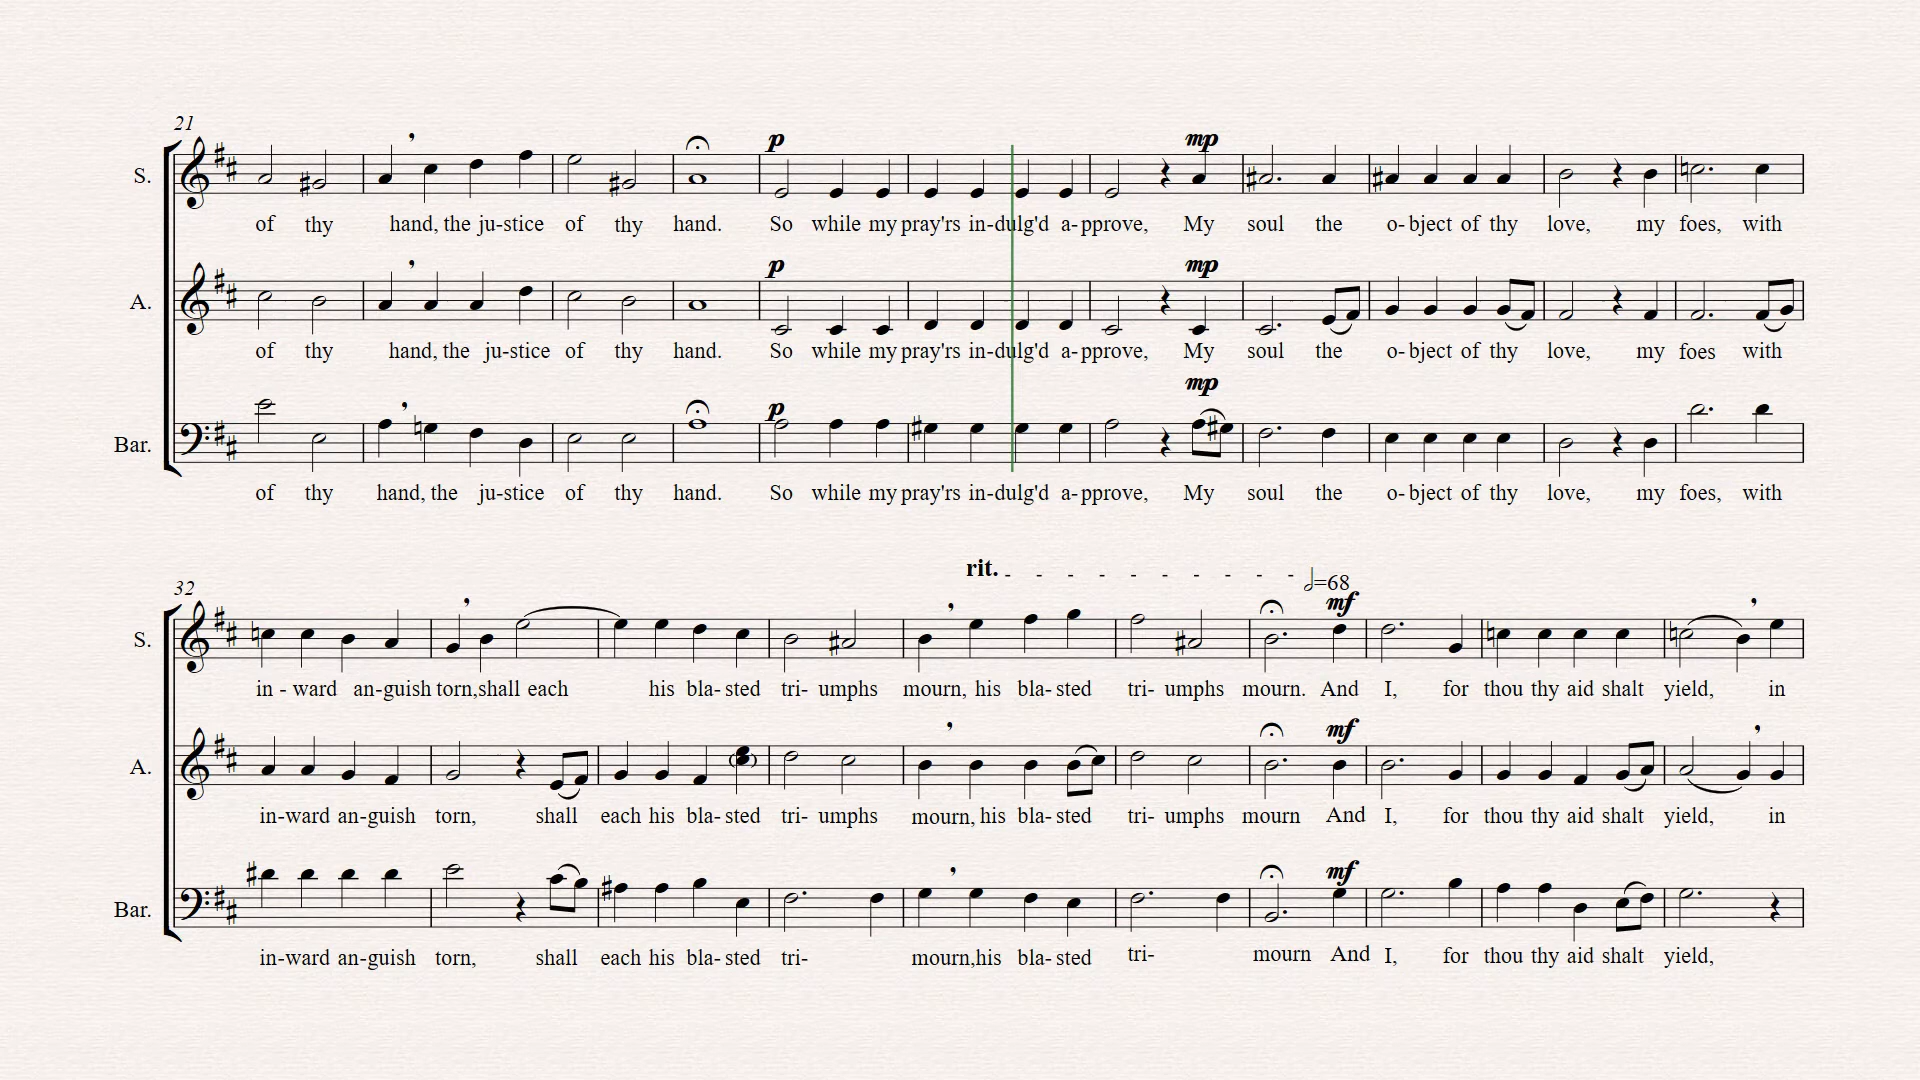 21
p mp
S.
of thy hand, the ju-stice of thy hand. So while my pray'rs in-dulg'd a-pprove, My soul the o-bject of thy love, my foes, with
p mp
A.
of thy hand, the ju-stice of thy hand. So while my pray'rs in-dulg'd a-pprove, My soul the o-bject of thy love, my foes with
p mp
Bar.
of thy hand, the ju-stice of thy hand. So while my pray'rs in-dulg'd a-pprove, My soul the o-bject of thy love, my foes, with
rit. - - - - - - - - - - =68
32
mf
S.
in - ward an-guish torn,shall each his bla-sted tri- umphs mourn, his bla-sted tri- umphs mourn. And I, for thou thy aid shalt yield, in
mf
A.
in-ward an-guish torn, shall each his bla-sted tri- umphs mourn, his bla-sted tri- umphs mourn And I, for thou thy aid shalt yield, in
mf
Bar.
in-ward an-guish torn, shall each his bla-sted tri- mourn,his bla-sted tri- mourn And I, for thou thy aid shalt yield,